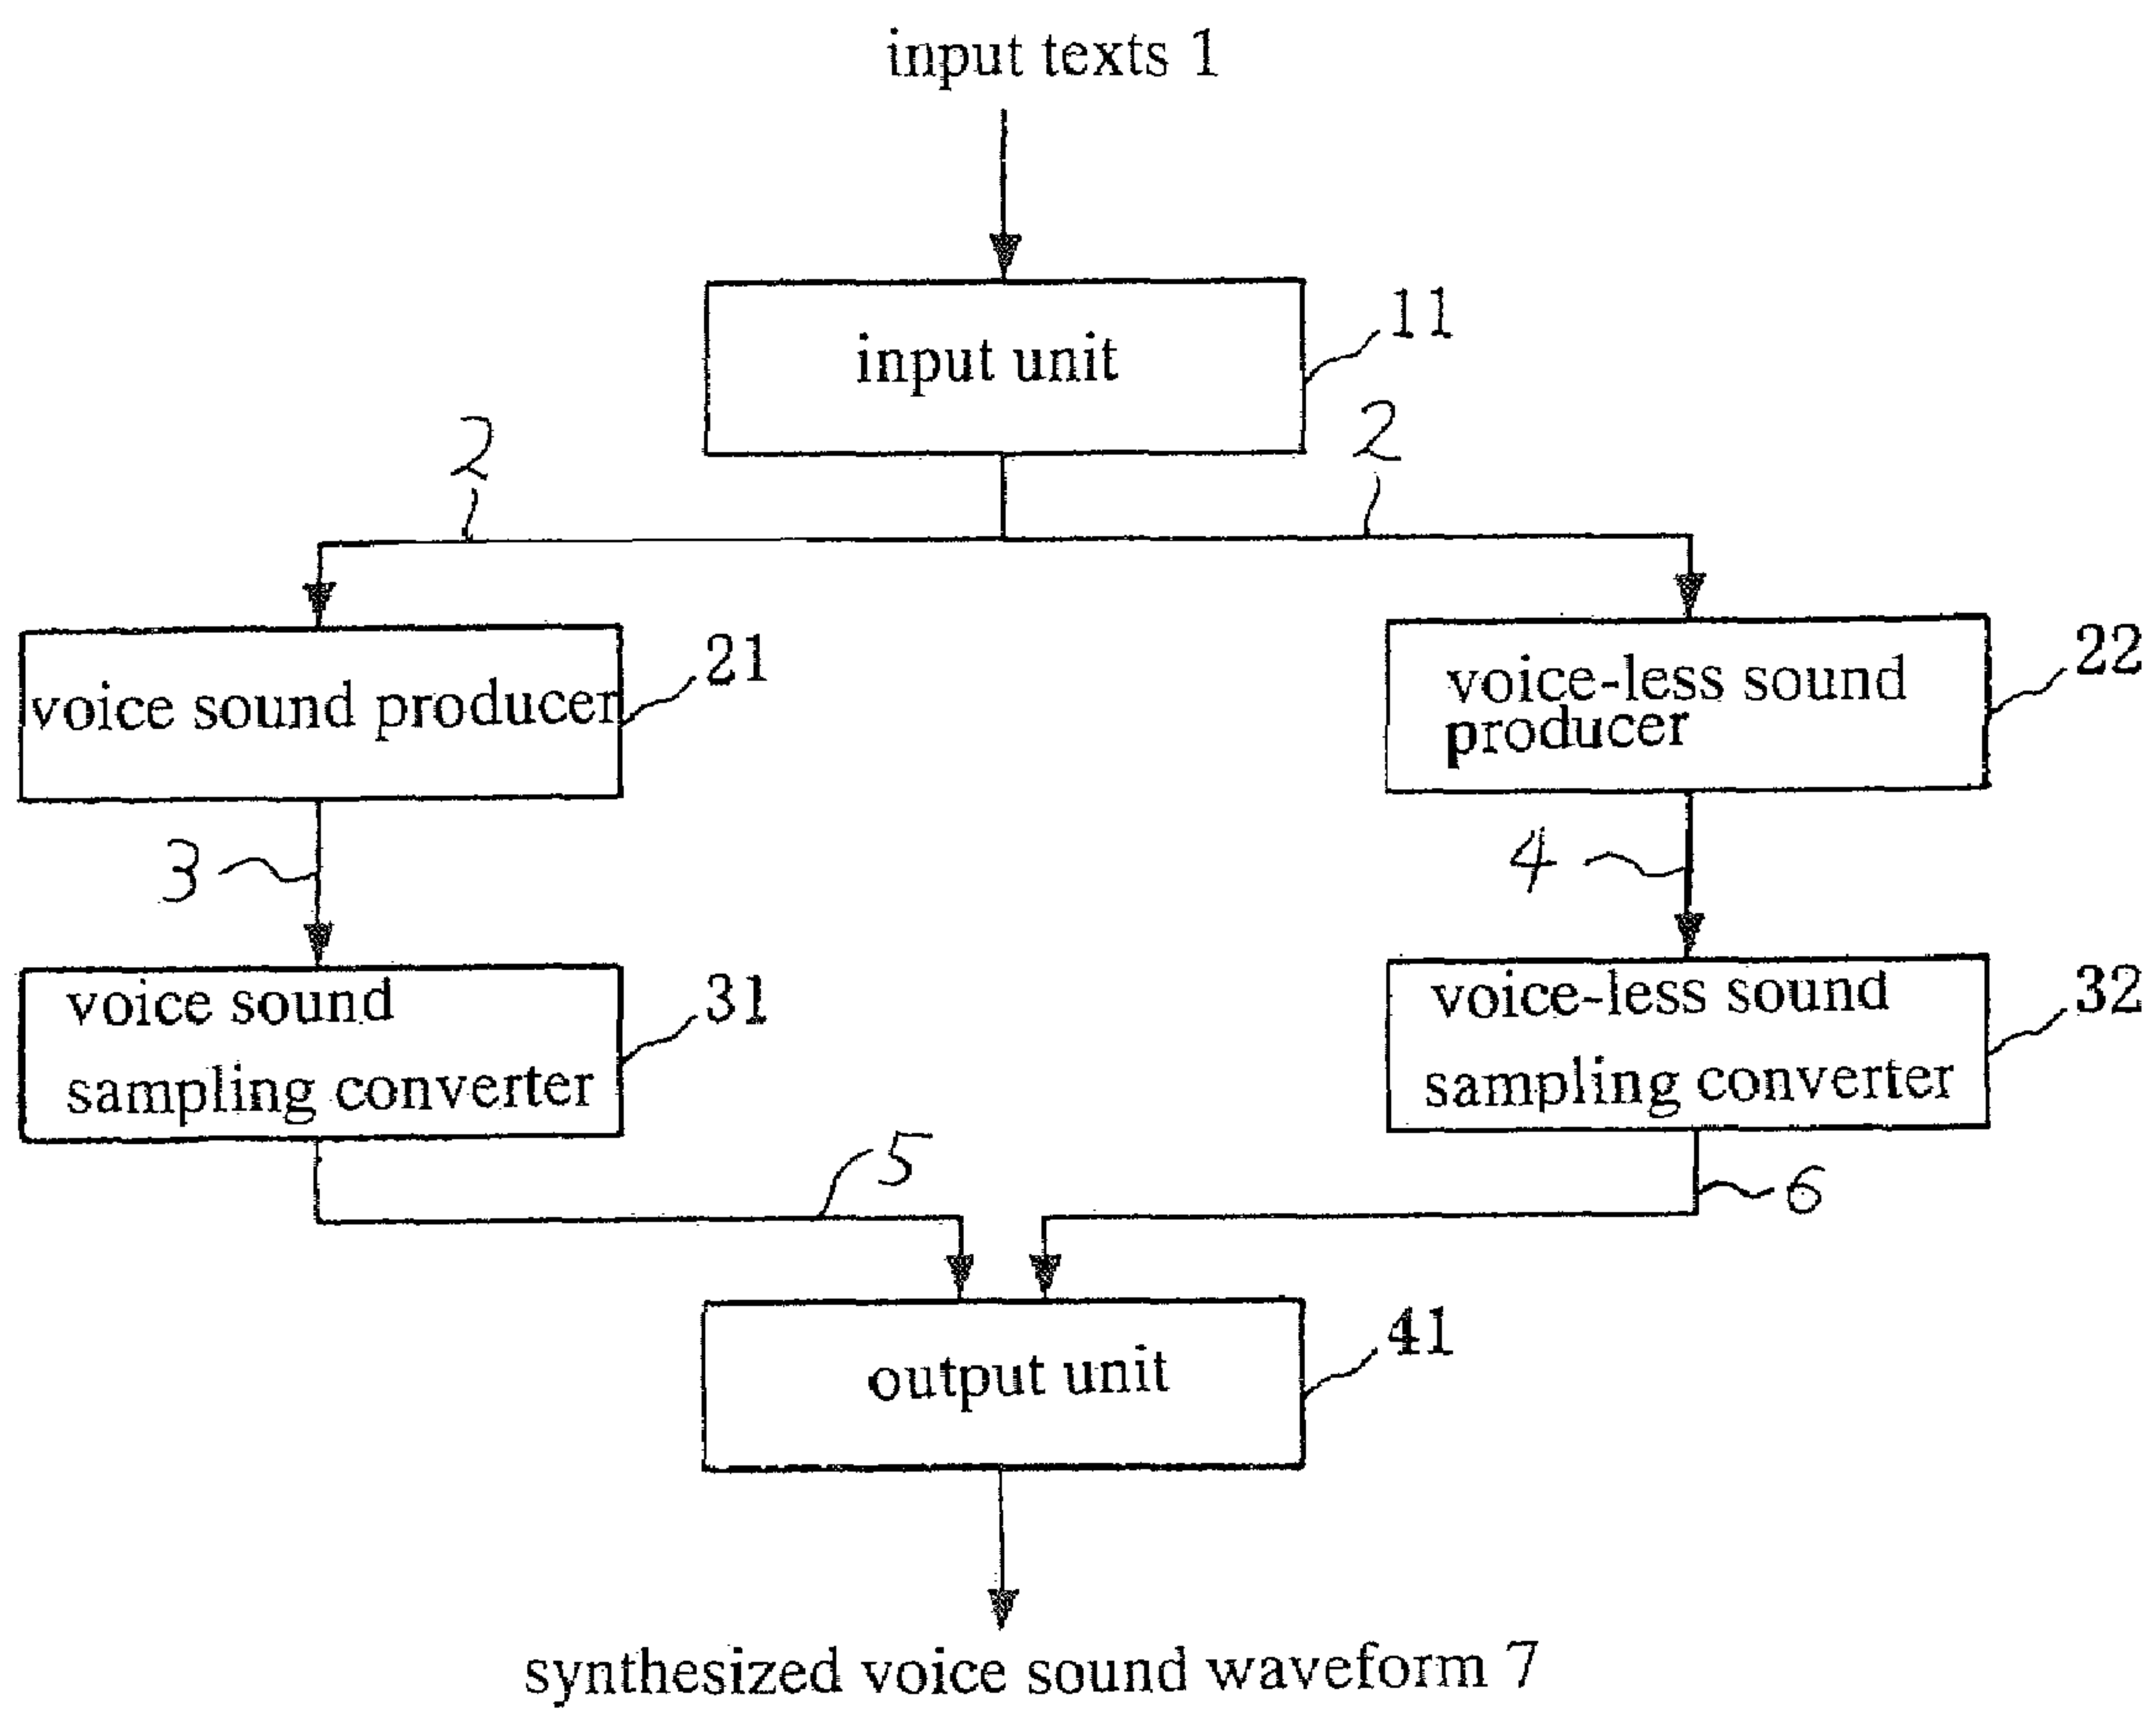 input texts 1
input unit
11
2
2
voice sound producer
21
voice-less sound
producer
22
3
4
voice sound
sampling converter
31
voice-less sound
sampling converter
32
5
6
output unit
41
synthesized voice sound waveform 7